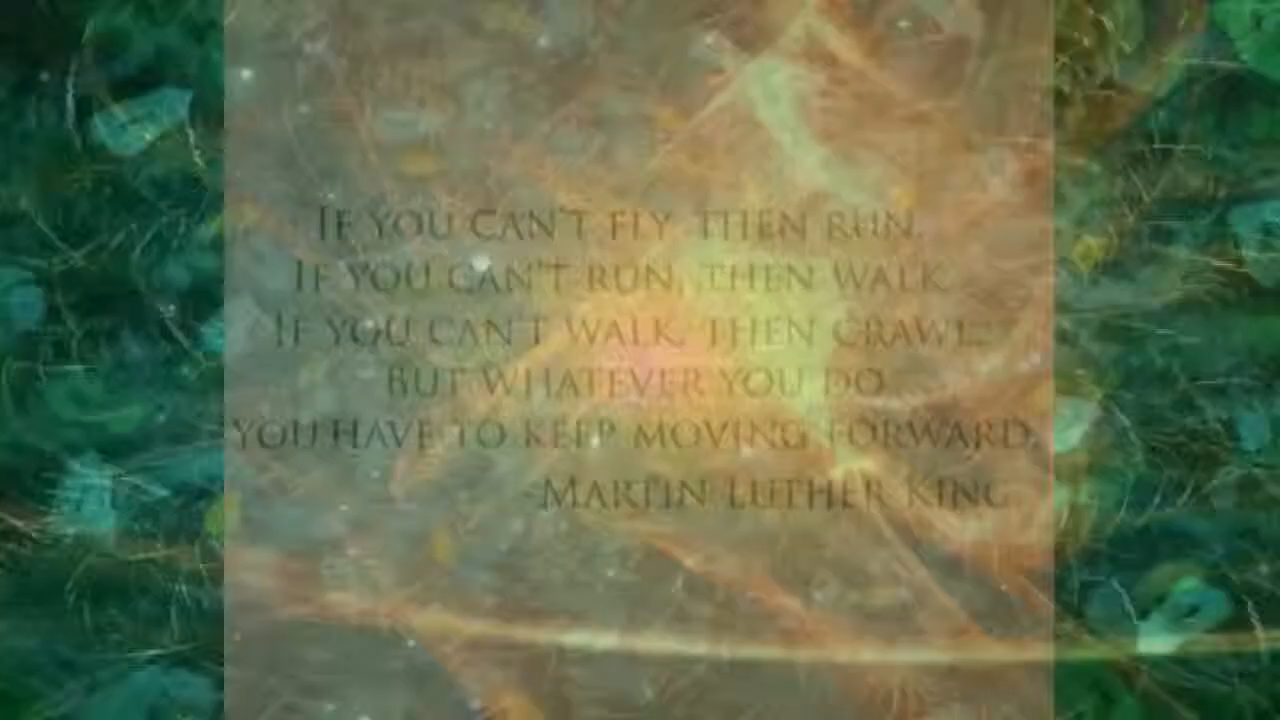 If you can't fly, then run,
If you can't run, then walk
If you can't walk, then crawl.
But whatever you do
you have to keep moving forward.
Martin Luther King